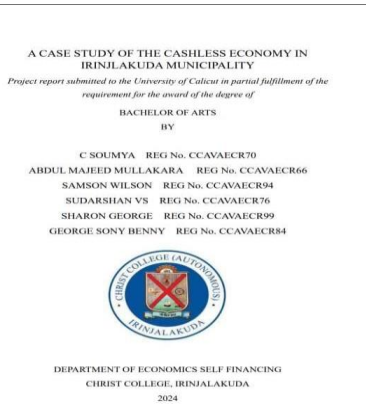 A CASE STUDY OF THE CASHLESS ECONOMY IN
IRINJLAKUDA MUNICIPALITY
Project report submitted to the University of Calicut in partial fulfillment of the
requirement for the award of the degree of
BACHELOR OF ARTS
BY
C SOUMYA REG No. CCAVAECR70
ABDUL MAJEED MULLAKARA REG No. CCAVAECR66
SAMSON WILSON REG No. CCAVAECR94
SUDARSHAN VS REG No. CCAVAECR76
SHARON GEORGE REG No. CCAVAECR99
GEORGE SONY BENNY REG No. CCAVAECR84
CHRIST COLLEGE (AUTONOMOUS)
IRINJALAKUDA
DEPARTMENT OF ECONOMICS SELF FINANCING
CHRIST COLLEGE, IRINJALAKUDA
2024